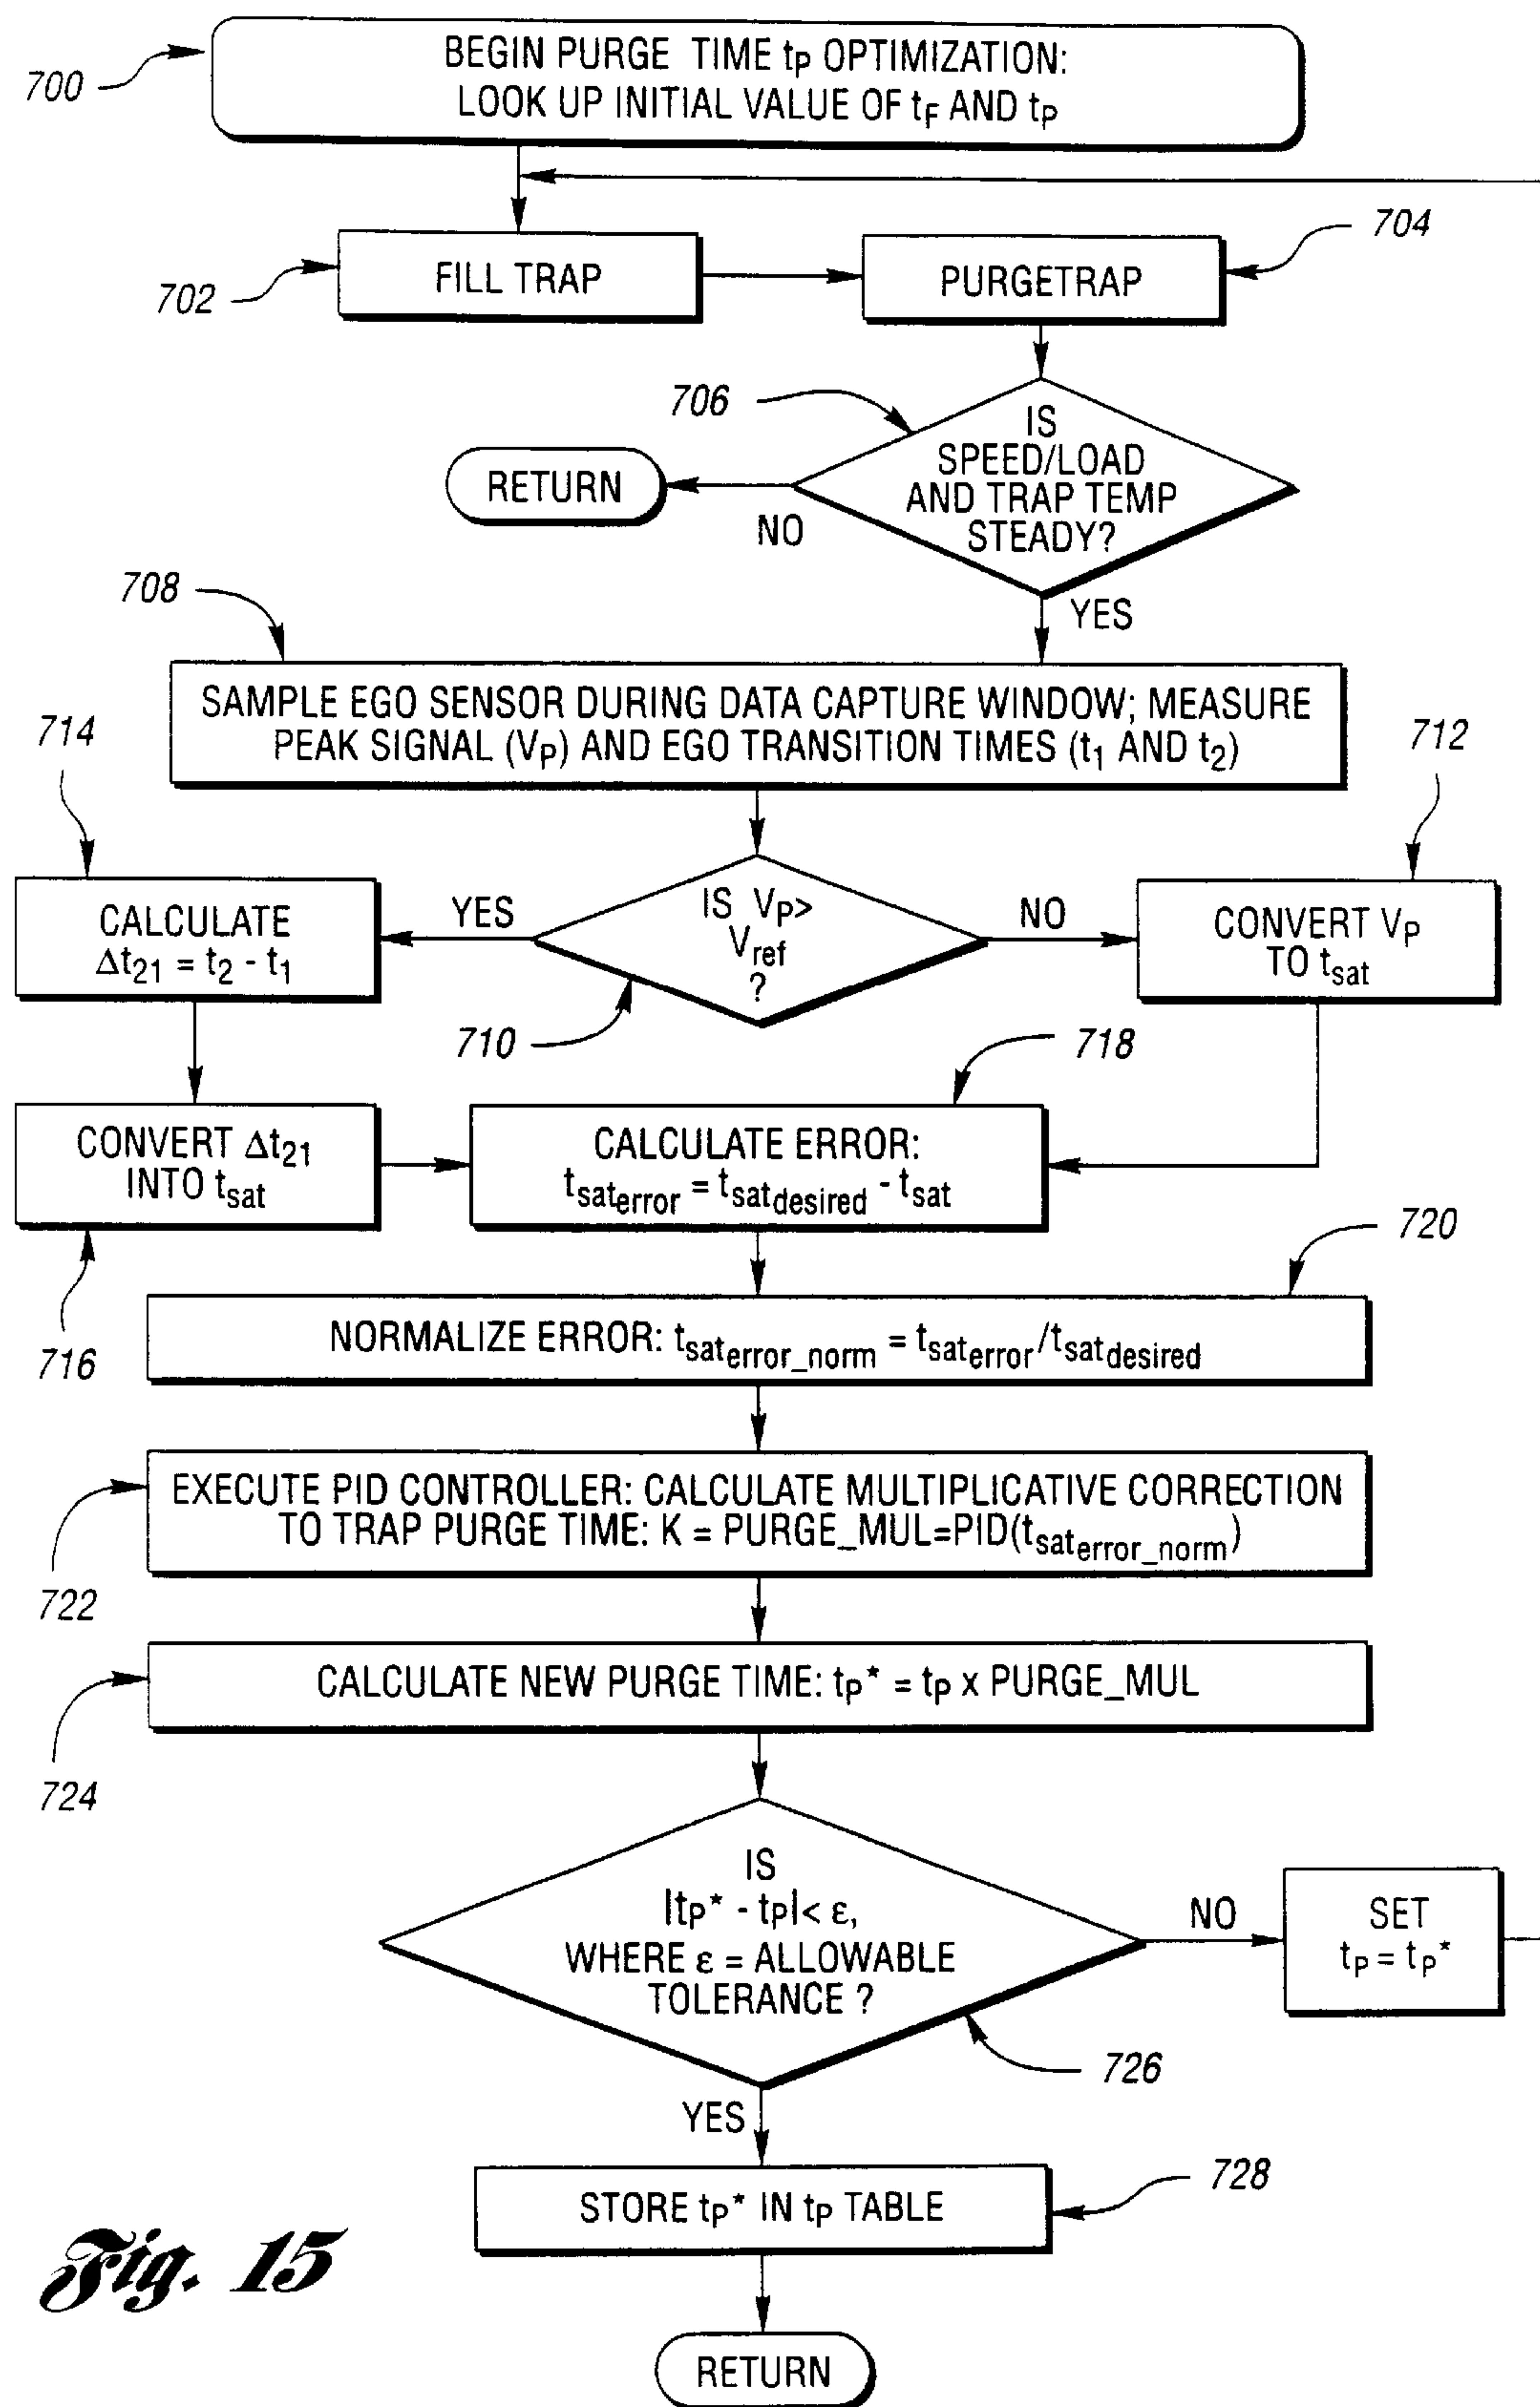 700
BEGIN PURGE TIME tP OPTIMIZATION:
LOOK UP INITIAL VALUE OF tF AND tP
702
FILL TRAP
PURGETRAP
704
706
IS
SPEED/LOAD
AND TRAP TEMP
STEADY?
RETURN
NO
YES
708
SAMPLE EGO SENSOR DURING DATA CAPTURE WINDOW; MEASURE
PEAK SIGNAL (VP) AND EGO TRANSITION TIMES (t1 AND t2)
714
712
CALCULATE
Δt21 = t2 - t1
YES
IS VP>
Vref
?
NO
CONVERT VP
TO tsat
710
718
CONVERT Δt21
INTO tsat
CALCULATE ERROR:
tsaterror = tsatdesired - tsat
716
720
NORMALIZE ERROR: tsaterror_norm = tsaterror/tsatdesired
EXECUTE PID CONTROLLER: CALCULATE MULTIPLICATIVE CORRECTION
TO TRAP PURGE TIME: K = PURGE_MUL=PID(tsaterror_norm)
722
CALCULATE NEW PURGE TIME: tP* = tP x PURGE_MUL
724
IS
|tP* - tP|< ε,
WHERE ε = ALLOWABLE
TOLERANCE ?
NO
SET
tP = tP*
726
YES
STORE tP* IN tP TABLE
728
RETURN
Fig. 15